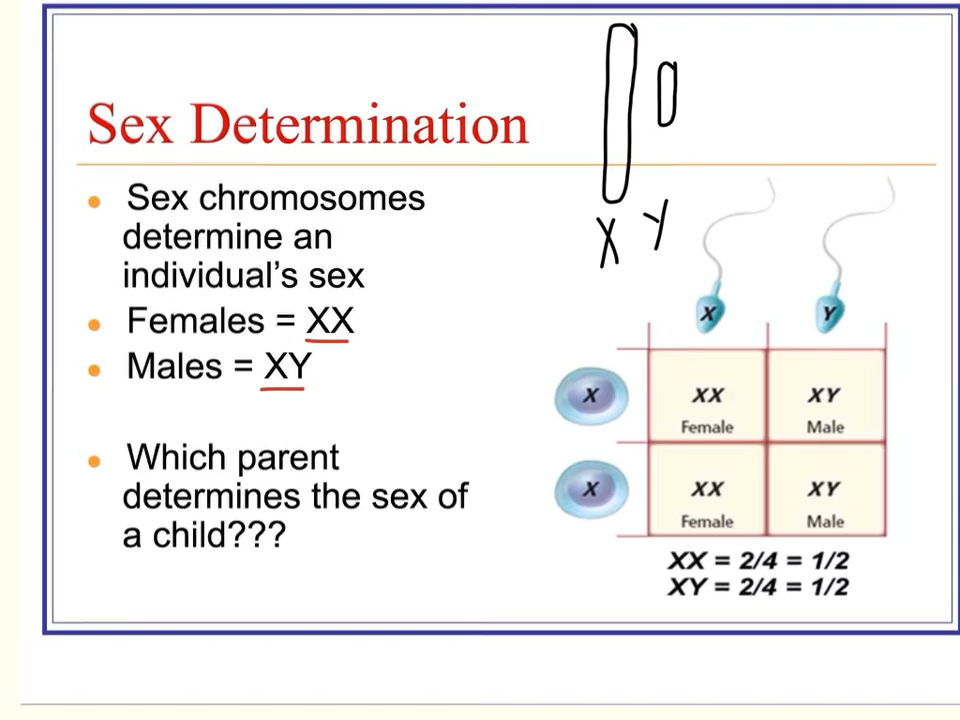 Sex Determination
X Y
• Sex chromosomes
determine an
individual's sex
• Females = XX
• Males = XY
• Which parent
determines the sex of
a child???
X Y
X XX XY
Female Male
X XX XY
Female Male
XX = 2/4 = 1/2
XY = 2/4 = 1/2